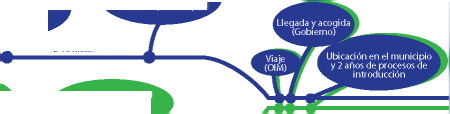 Llegada y acogida
(Gobierno)
Viaje
(OIM)
Ubicación en el municipio
y 2 años de procesos de
introducción